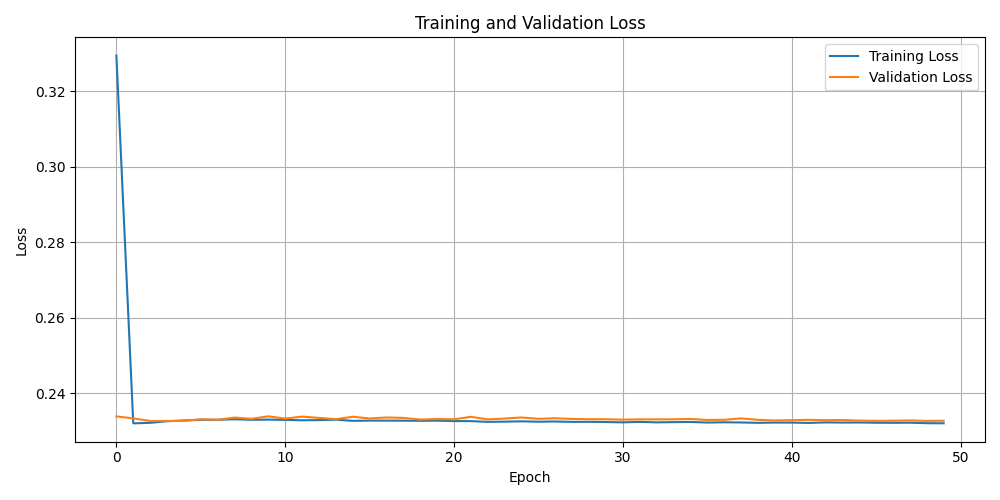 Training and Validation Loss
Training Loss
Validation Loss
0.32
0.30
0.28
0.26
0.24
Loss
0 10 20 30 40 50
Epoch